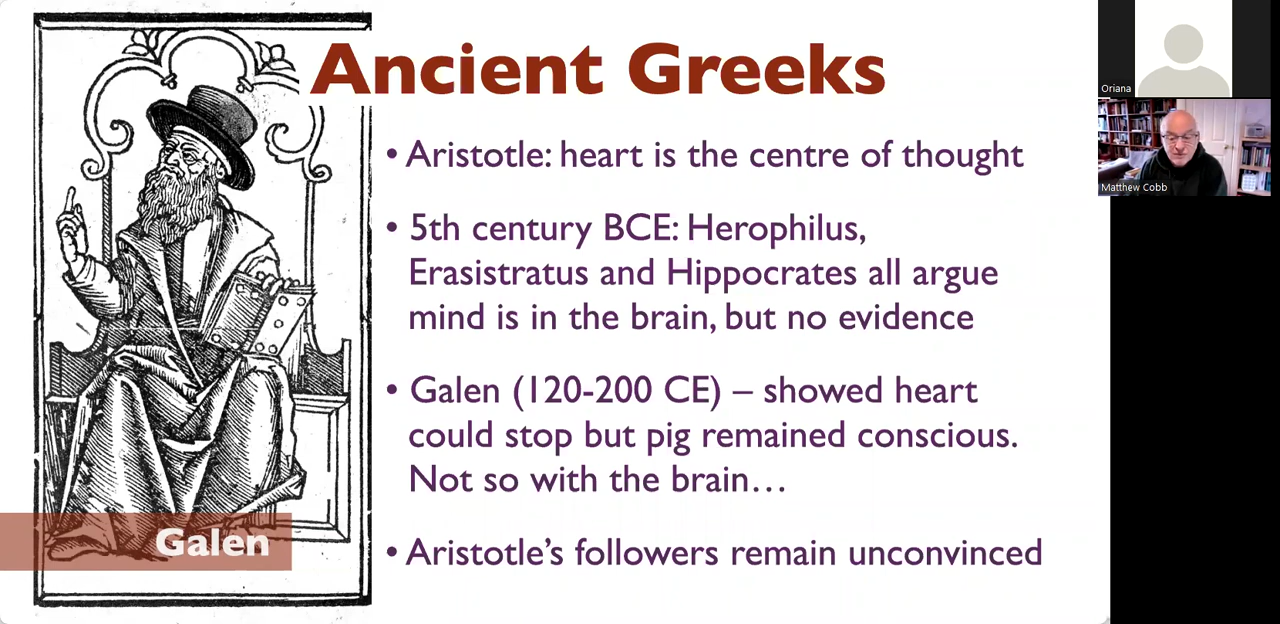 Ancient Greeks
• Aristotle: heart is the centre of thought
• 5th century BCE: Herophilus,
Erasistratus and Hippocrates all argue
mind is in the brain, but no evidence
• Galen (120-200 CE) – showed heart
could stop but pig remained conscious.
Not so with the brain…
• Aristotle’s followers remain unconvinced
Galen
Oriana
Matthew Cobb